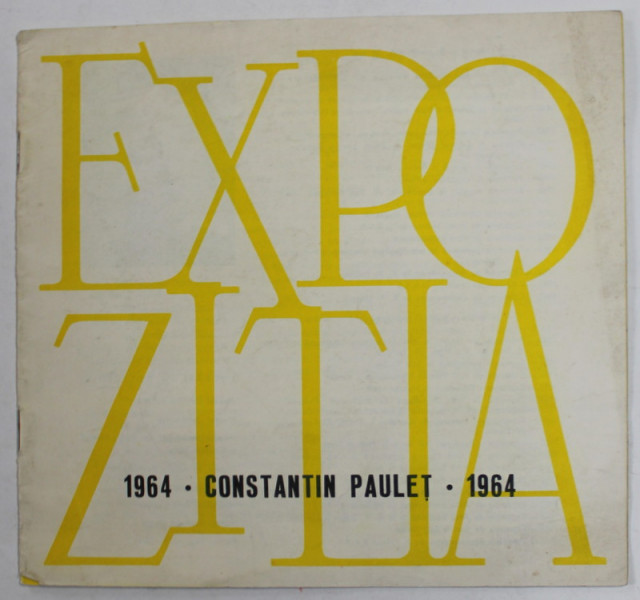 EXPO
ZITIA
1964 · CONSTANTIN PAULEȚ · 1964